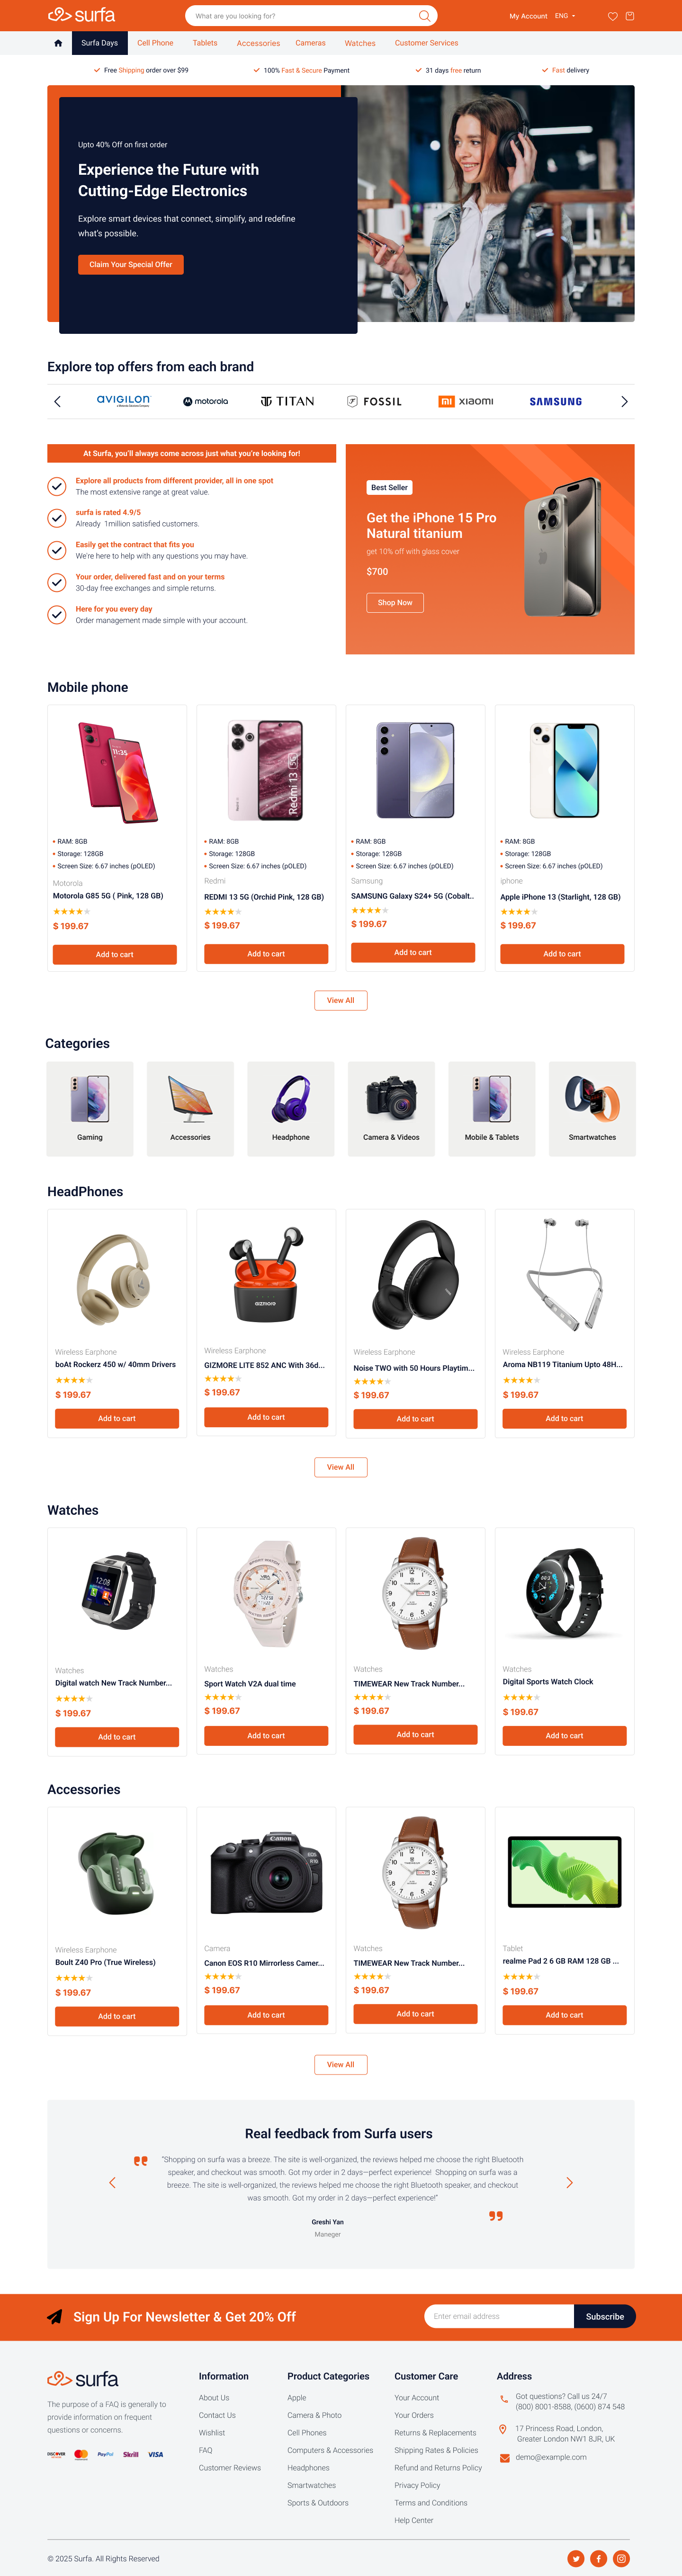 surfa
What are you looking for?
My Account
ENG
Surfa Days
Cell Phone
Tablets
Accessories
Cameras
Watches
Customer Services
Free Shipping order over $99
100% Fast & Secure Payment
31 days free return
Fast delivery
Upto 40% Off on first order
Experience the Future with
Cutting-Edge Electronics
Explore smart devices that connect, simplify, and redefine
what's possible.
Claim Your Special Offer
Explore top offers from each brand
avigilon
motorola
TITAN
FOSSIL
xiaomi
SAMSUNG
At Surfa, you'll always come across just what you're looking for!
Explore all products from different provider, all in one spot
The most extensive range at great value.
surfa is rated 4.9/5
Already 1million satisfied customers.
Easily get the contract that fits you
We're here to help with any questions you may have.
Your order, delivered fast and on your terms
30-day free exchanges and simple returns.
Here for you every day
Order management made simple with your account.
Best Seller
Get the iPhone 15 Pro
Natural titanium
get 10% off with glass cover
$700
Shop Now
Mobile phone
11:35
RAM: 8GB
Storage: 128GB
Screen Size: 6.67 inches (pOLED)
Motorola
Motorola G85 5G ( Pink, 128 GB)
$ 199.67
Add to cart
Redmi 13 5G
RAM: 8GB
Storage: 128GB
Screen Size: 6.67 inches (pOLED)
Redmi
REDMI 13 5G (Orchid Pink, 128 GB)
$ 199.67
Add to cart
RAM: 8GB
Storage: 128GB
Screen Size: 6.67 inches (pOLED)
Samsung
SAMSUNG Galaxy S24+ 5G (Cobalt..
$ 199.67
Add to cart
RAM: 8GB
Storage: 128GB
Screen Size: 6.67 inches (pOLED)
iphone
Apple iPhone 13 (Starlight, 128 GB)
$ 199.67
Add to cart
View All
Categories
Gaming
Accessories
Headphone
Camera & Videos
Mobile & Tablets
Smartwatches
HeadPhones
Wireless Earphone
boAt Rockerz 450 w/ 40mm Drivers
$ 199.67
Add to cart
gizmore
Wireless Earphone
GIZMORE LITE 852 ANC With 36d...
$ 199.67
Add to cart
Wireless Earphone
Noise TWO with 50 Hours Playtim...
$ 199.67
Add to cart
Wireless Earphone
Aroma NB119 Titanium Upto 48H...
$ 199.67
Add to cart
View All
Watches
12:08
Watches
Digital watch New Track Number...
$ 199.67
Add to cart
Watches
Sport Watch V2A dual time
$ 199.67
Add to cart
Watches
TIMEWEAR New Track Number...
$ 199.67
Add to cart
Watches
Digital Sports Watch Clock
$ 199.67
Add to cart
Accessories
Wireless Earphone
Boult Z40 Pro (True Wireless)
$ 199.67
Add to cart
Canon
EOS
R10
Camera
Canon EOS R10 Mirrorless Camer...
$ 199.67
Add to cart
Watches
TIMEWEAR New Track Number...
$ 199.67
Add to cart
Tablet
realme Pad 2 6 GB RAM 128 GB ...
$ 199.67
Add to cart
View All
Real feedback from Surfa users
"Shopping on surfa was a breeze. The site is well-organized, the reviews helped me choose the right Bluetooth
speaker, and checkout was smooth. Got my order in 2 days—perfect experience! Shopping on surfa was a
breeze. The site is well-organized, the reviews helped me choose the right Bluetooth speaker, and checkout
was smooth. Got my order in 2 days—perfect experience!"
Greshi Yan
Maneger
Sign Up For Newsletter & Get 20% Off
Enter email address
Subscribe
surfa
The purpose of a FAQ is generally to
provide information on frequent
questions or concerns.
DISCOVER
PayPal
Skrill
VISA
Information
About Us
Contact Us
Wishlist
FAQ
Customer Reviews
Product Categories
Apple
Camera & Photo
Cell Phones
Computers & Accessories
Headphones
Smartwatches
Sports & Outdoors
Customer Care
Your Account
Your Orders
Returns & Replacements
Shipping Rates & Policies
Refund and Returns Policy
Privacy Policy
Terms and Conditions
Help Center
Address
Got questions? Call us 24/7
(800) 8001-8588, (0600) 874 548
17 Princess Road, London,
Greater London NW1 8JR, UK
demo@example.com
© 2025 Surfa. All Rights Reserved